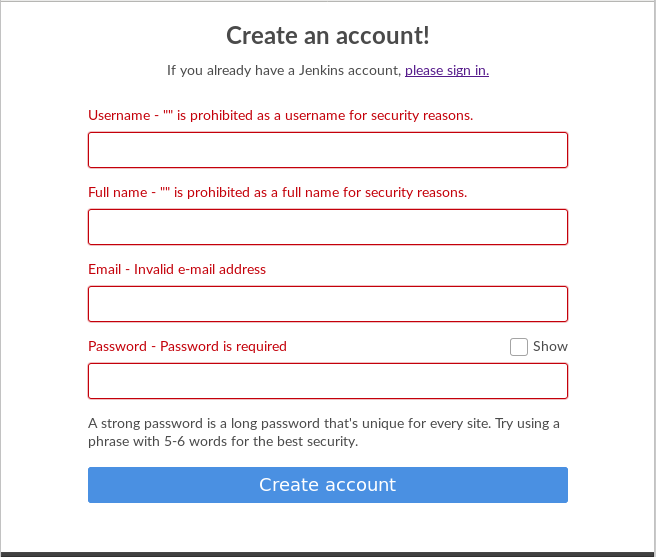 Create an account!
If you already have a Jenkins account, please sign in.
Username - "" is prohibited as a username for security reasons.
Full name - "" is prohibited as a full name for security reasons.
Email - Invalid e-mail address
Password - Password is required
Show
A strong password is a long password that's unique for every site. Try using a
phrase with 5-6 words for the best security.
Create account